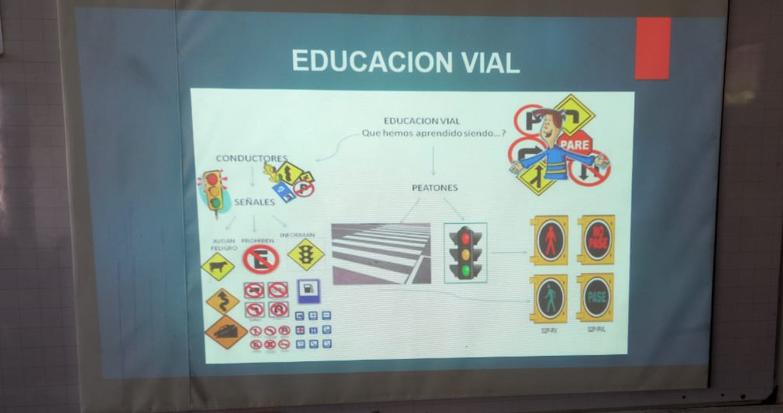 EDUCACION VIAL
EDUCACION VIAL
Que hemos aprendido siendo...?
PARE
CONDUCTORES
PEATONES
SEÑALES
AVISAN
PELIGRO
PROHIBEN
INFORMAN
E
NO
PASE
PASE